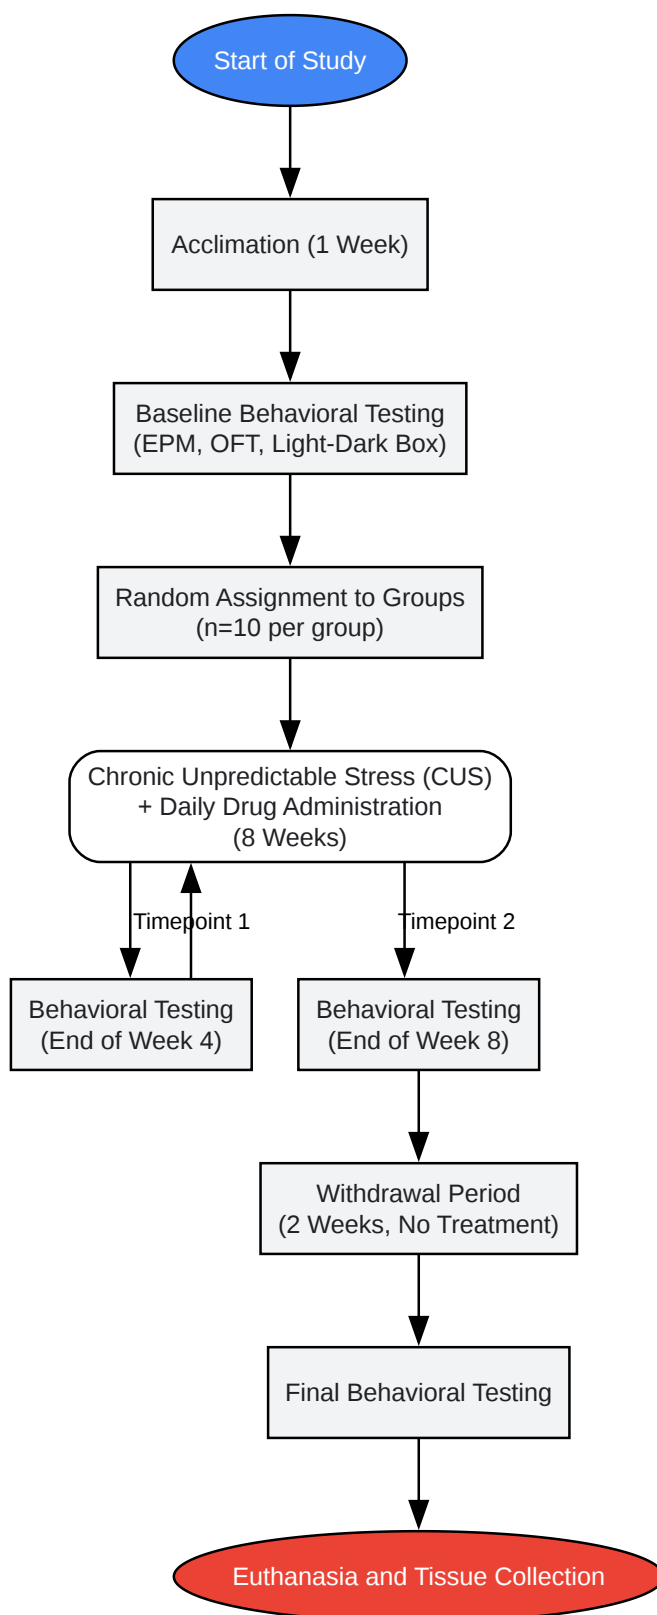 Start of Study
Acclimation (1 Week)
Baseline Behavioral Testing
(EPM, OFT, Light-Dark Box)
Random Assignment to Groups
(n=10 per group)
Chronic Unpredictable Stress (CUS)
+ Daily Drug Administration
(8 Weeks)
Timepoint 1
Timepoint 2
Behavioral Testing
(End of Week 4)
Behavioral Testing
(End of Week 8)
Withdrawal Period
(2 Weeks, No Treatment)
Final Behavioral Testing
Euthanasia and Tissue Collection